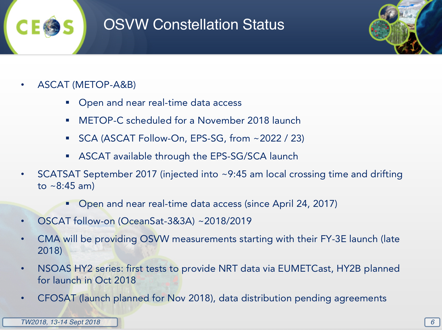 CEOS
OSVW Constellation Status
• ASCAT (METOP-A&B)
▪ Open and near real-time data access
▪ METOP-C scheduled for a November 2018 launch
▪ SCA (ASCAT Follow-On, EPS-SG, from ~2022 / 23)
▪ ASCAT available through the EPS-SG/SCA launch
• SCATSAT September 2017 (injected into ~9:45 am local crossing time and drifting
to ~8:45 am)
▪ Open and near real-time data access (since April 24, 2017)
• OSCAT follow-on (OceanSat-3&3A) ~2018/2019
• CMA will be providing OSVW measurements starting with their FY-3E launch (late
2018)
• NSOAS HY2 series: first tests to provide NRT data via EUMETCast, HY2B planned
for launch in Oct 2018
• CFOSAT (launch planned for Nov 2018), data distribution pending agreements
TW2018, 13-14 Sept 2018
6